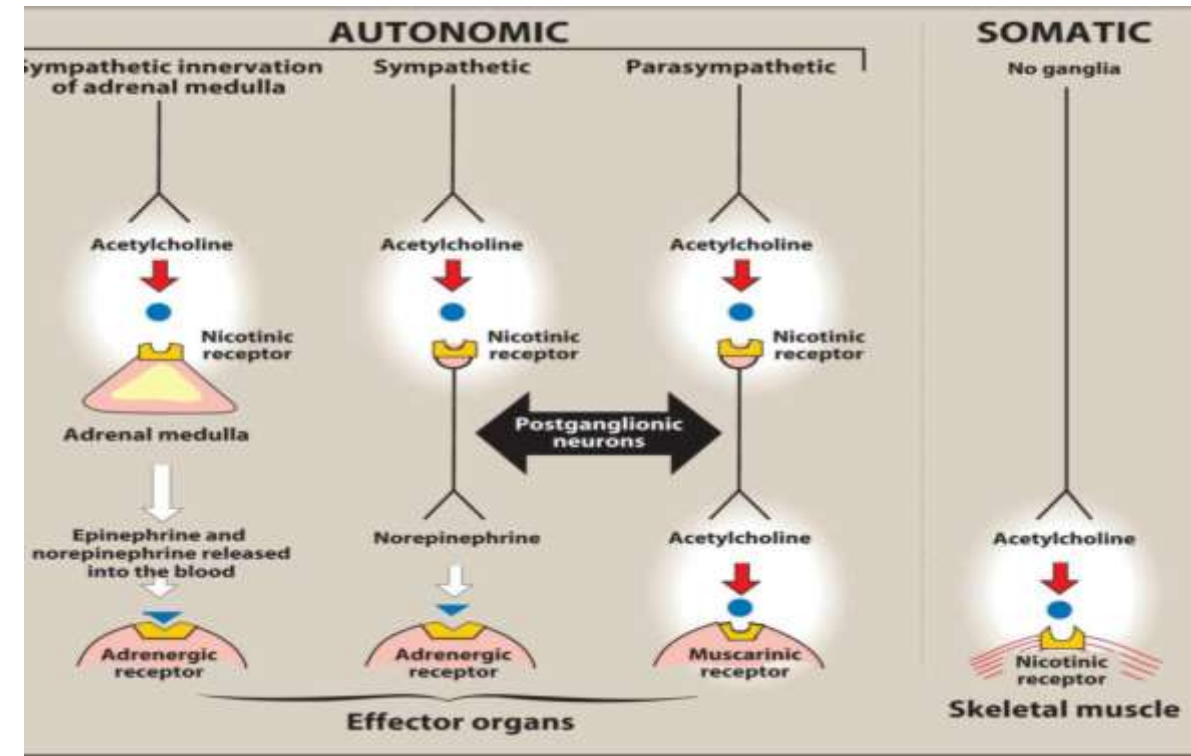 AUTONOMIC
SOMATIC
Sympathetic innervation
of adrenal medulla
Sympathetic
Parasympathetic
No ganglia
Acetylcholine
Acetylcholine
Acetylcholine
Nicotinic
receptor
Nicotinic
receptor
Nicotinic
receptor
Adrenal medulla
Postganglionic
neurons
Epinephrine and
norepinephrine released
into the blood
Norepinephrine
Acetylcholine
Acetylcholine
Adrenergic
receptor
Adrenergic
receptor
Muscarinic
receptor
Nicotinic
receptor
Effector organs
Skeletal muscle